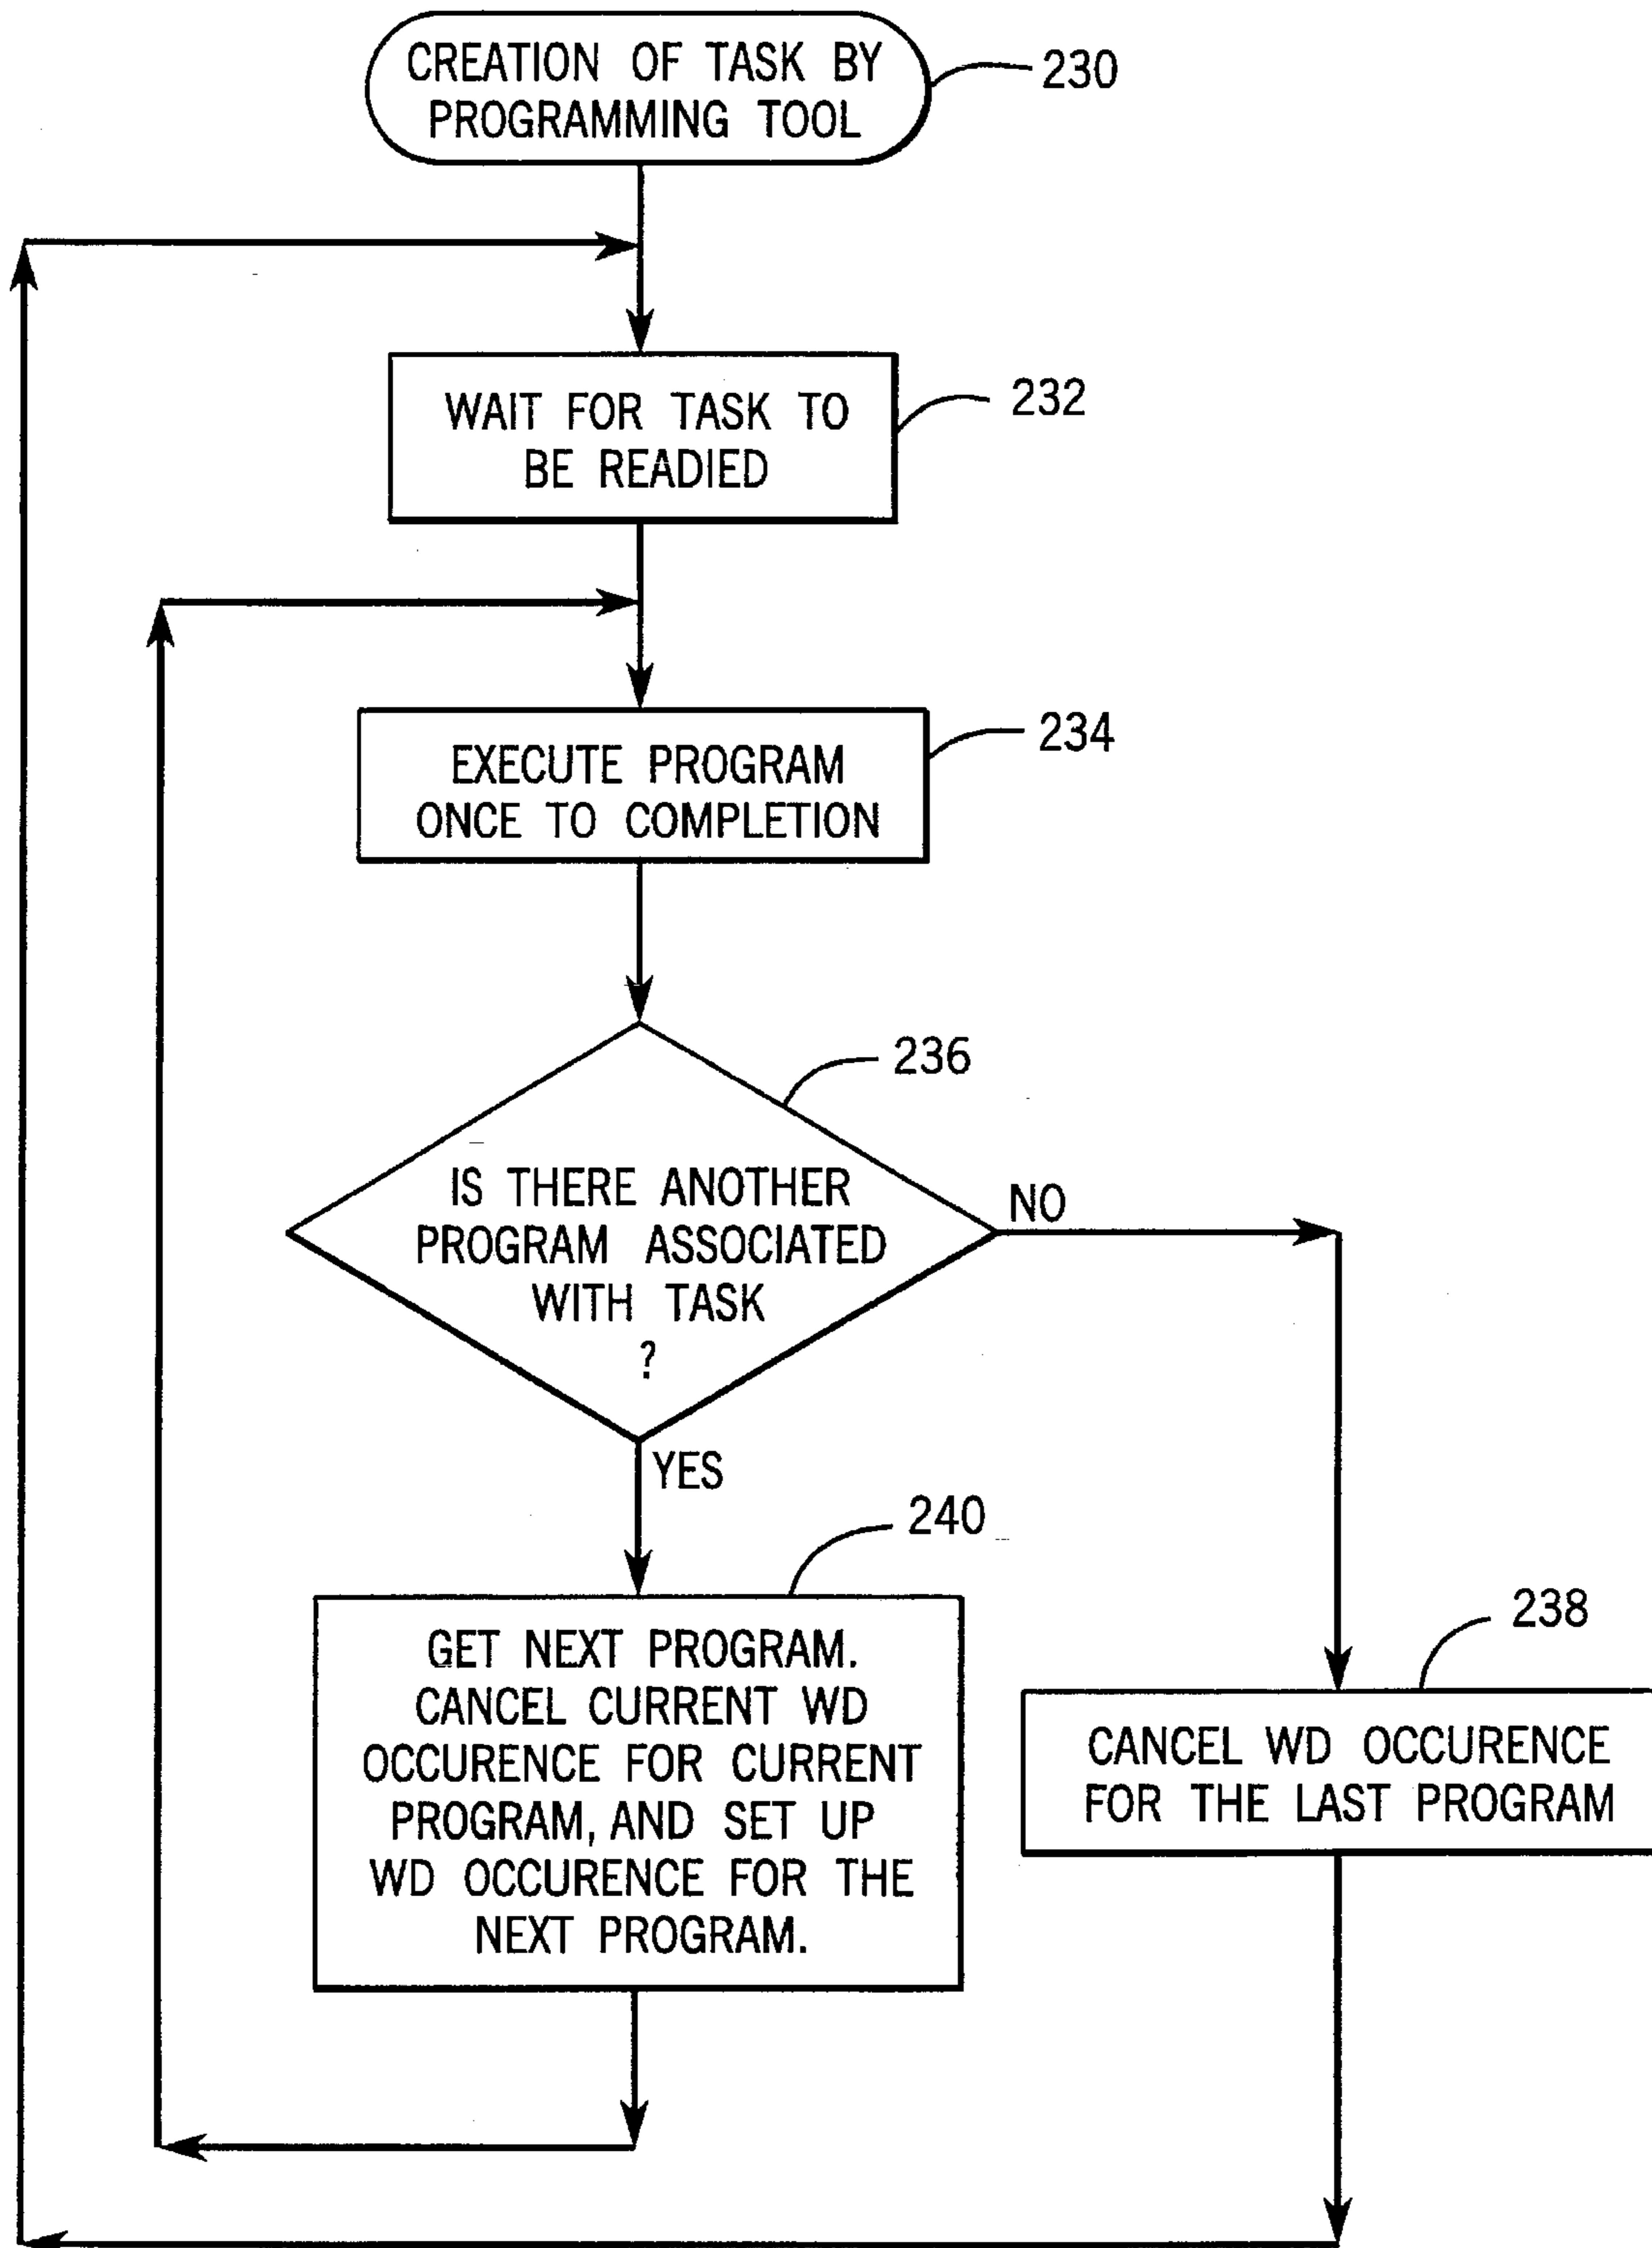 CREATION OF TASK BY
PROGRAMMING TOOL
230
WAIT FOR TASK TO
BE READIED
232
EXECUTE PROGRAM
ONCE TO COMPLETION
234
236
IS THERE ANOTHER
PROGRAM ASSOCIATED
WITH TASK
?
NO
YES
240
GET NEXT PROGRAM.
CANCEL CURRENT WD
OCCURENCE FOR CURRENT
PROGRAM, AND SET UP
WD OCCURENCE FOR THE
NEXT PROGRAM.
238
CANCEL WD OCCURENCE
FOR THE LAST PROGRAM